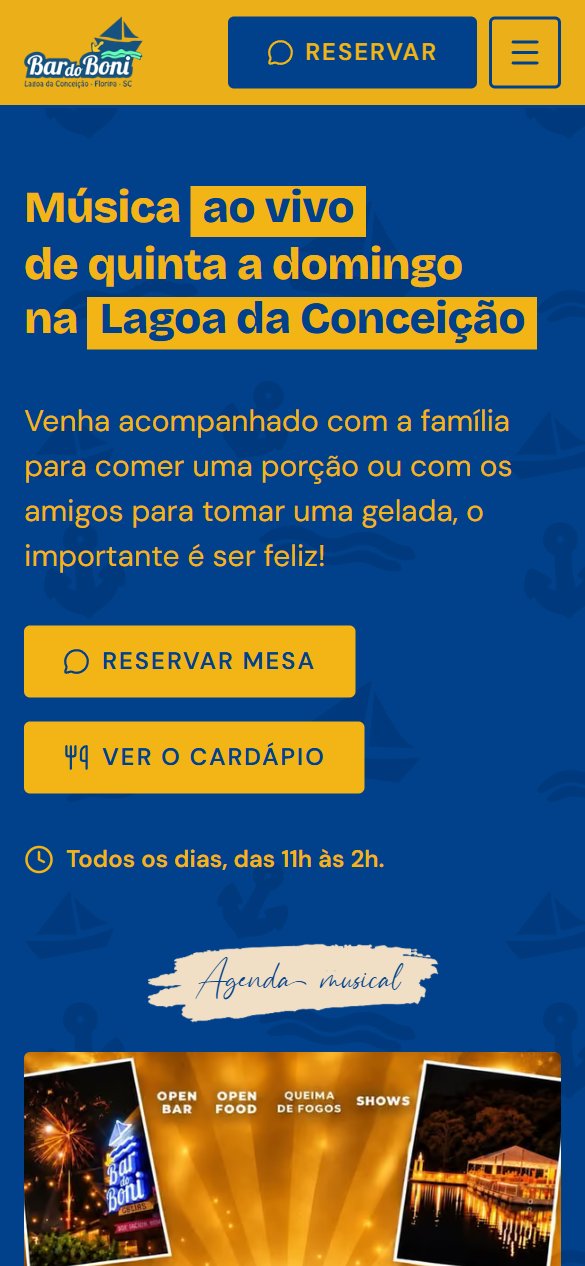 Bar do Boni
Lagoa da Conceição - Floripa - SC
RESERVAR
Música ao vivo
de quinta a domingo
na Lagoa da Conceição
Venha acompanhado com a família
para comer uma porção ou com os
amigos para tomar uma gelada, o
importante é ser feliz!
RESERVAR MESA
VER O CARDÁPIO
Todos os dias, das 11h às 2h.
Agenda musical
OPEN BAR
OPEN FOOD
QUEIMA DE FOGOS
SHOWS
Bar
do
Boni